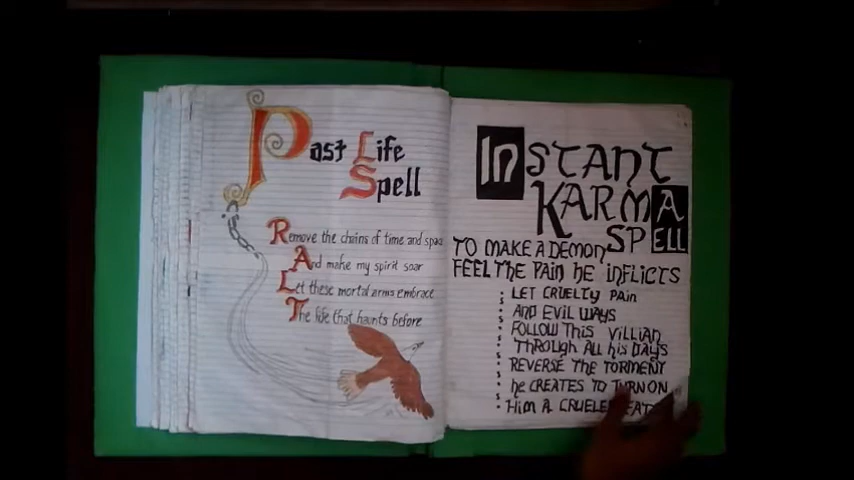 Past Life
Spell
Remove the chains of time and space
And make my spirit soar
Let these mortal arms embrace
The life that haunts before
INSTANT
KARMA
SPELL
TO MAKE A DEMON
FEEL THE PAIN HE INFLICTS
LET CRUELTY PAIN
AND EVIL WAYS
FOLLOW THIS VILLIAN
THROUGH ALL his DAYS
REVERSE THE TORMENT
he CREATES TO TURN ON
Him A CRUELER